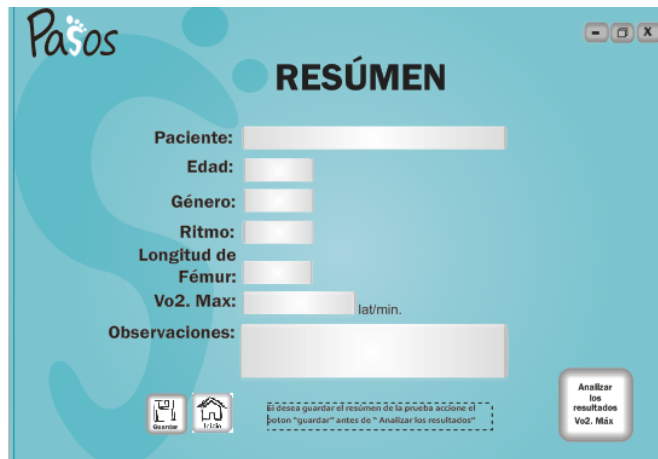 Pasos
X
RESÚMEN
Paciente:
Edad:
Género:
Ritmo:
Longitud de
Fémur:
Vo2. Max:
lat/min.
Observaciones:
Guardar
Inicio
Si desea guardar el resúmen de la prueba accione el
boton "guardar" antes de " Analizar los resultados"
Analizar
los
resultados
Vo2. Máx